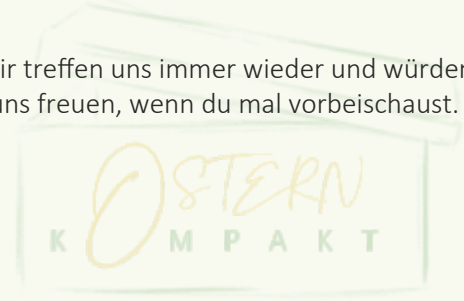 ir treffen uns immer wieder und würden
uns freuen, wenn du mal vorbeischaust.
OSTERN
KOMPAKT